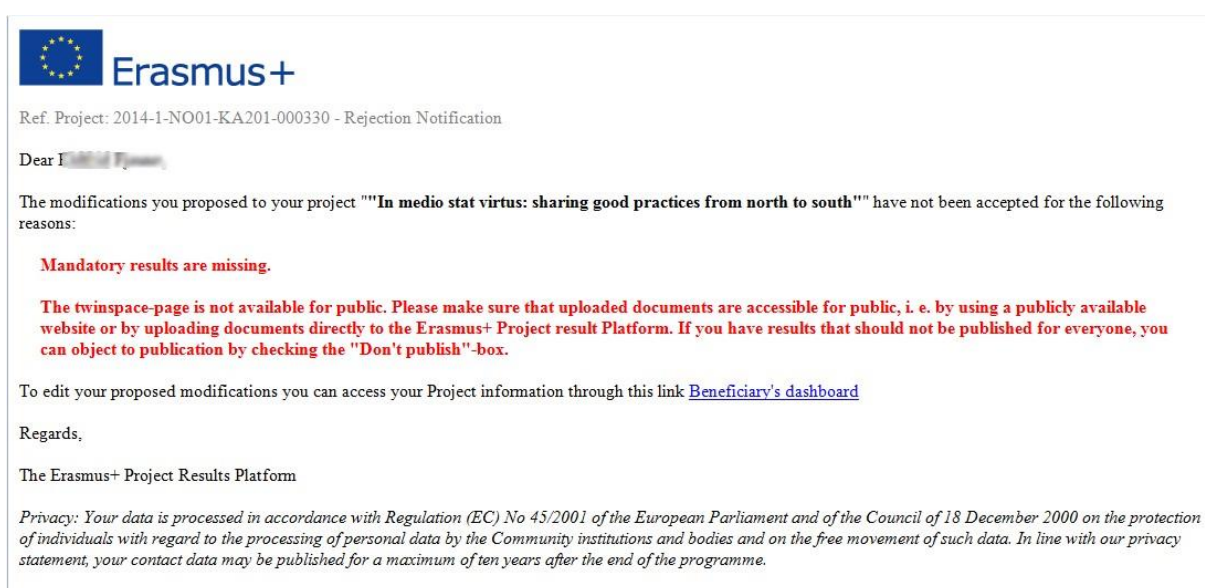 Erasmus+
Ref. Project: 2014-1-NO01-KA201-000330 - Rejection Notification
Dear
The modifications you proposed to your project ""In medio stat virtus: sharing good practices from north to south"" have not been accepted for the following
reasons:
Mandatory results are missing.
The twinspace-page is not available for public. Please make sure that uploaded documents are accessible for public, i. e. by using a publicly available
website or by uploading documents directly to the Erasmus+ Project result Platform. If you have results that should not be published for everyone, you
can object to publication by checking the "Don't publish"-box.
To edit your proposed modifications you can access your Project information through this link Beneficiary's dashboard
Regards,
The Erasmus+ Project Results Platform
Privacy: Your data is processed in accordance with Regulation (EC) No 45/2001 of the European Parliament and of the Council of 18 December 2000 on the protection
of individuals with regard to the processing of personal data by the Community institutions and bodies and on the free movement of such data. In line with our privacy
statement, your contact data may be published for a maximum of ten years after the end of the programme.